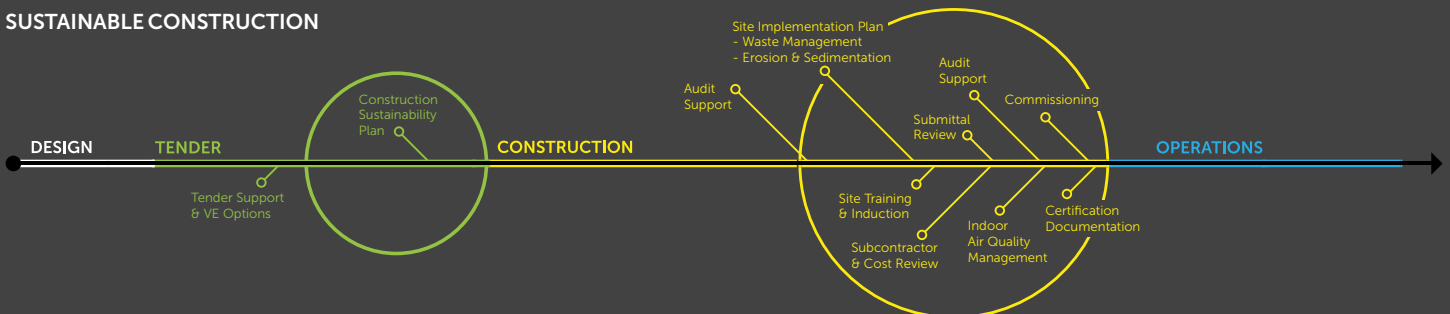 SUSTAINABLE CONSTRUCTION
DESIGN
TENDER
Tender Support
& VE Options
Construction
Sustainability
Plan
CONSTRUCTION
Audit
Support
Site Implementation Plan
- Waste Management
- Erosion & Sedimentation
Site Training
& Induction
Submittal
Review
Subcontractor
& Cost Review
Audit
Support
Indoor
Air Quality
Management
Commissioning
Certification
Documentation
OPERATIONS